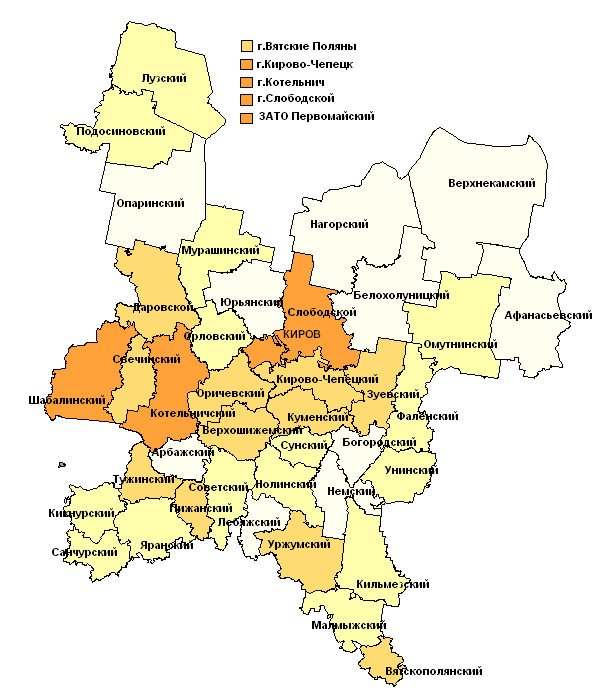 г.Вятские Поляны
г.Кирово-Чепецк
г.Котельнич
г.Слободской
ЗАТО Первомайский
Лузский
Подосиновский
Опаринский
Верхнекамский
Нагорский
Мурашинский
Юрьянский
Белохолуницкий
Афанасьевский
Даровской
Слободской
Орловский
КИРОВ
Омутнинский
Свечинский
Шабалинский
Котельничский
Оричевский
Кирово-Чепецкий
Зуевский
Верхошижемский
Куменский
Фаленский
Арбажский
Сунский
Богородский
Унинский
Тужинский
Советский
Нолинский
Немский
Кикнурский
Пижанский
Лебяжский
Санчурский
Яранский
Уржумский
Кильмезский
Малмыжский
Вятскополянский